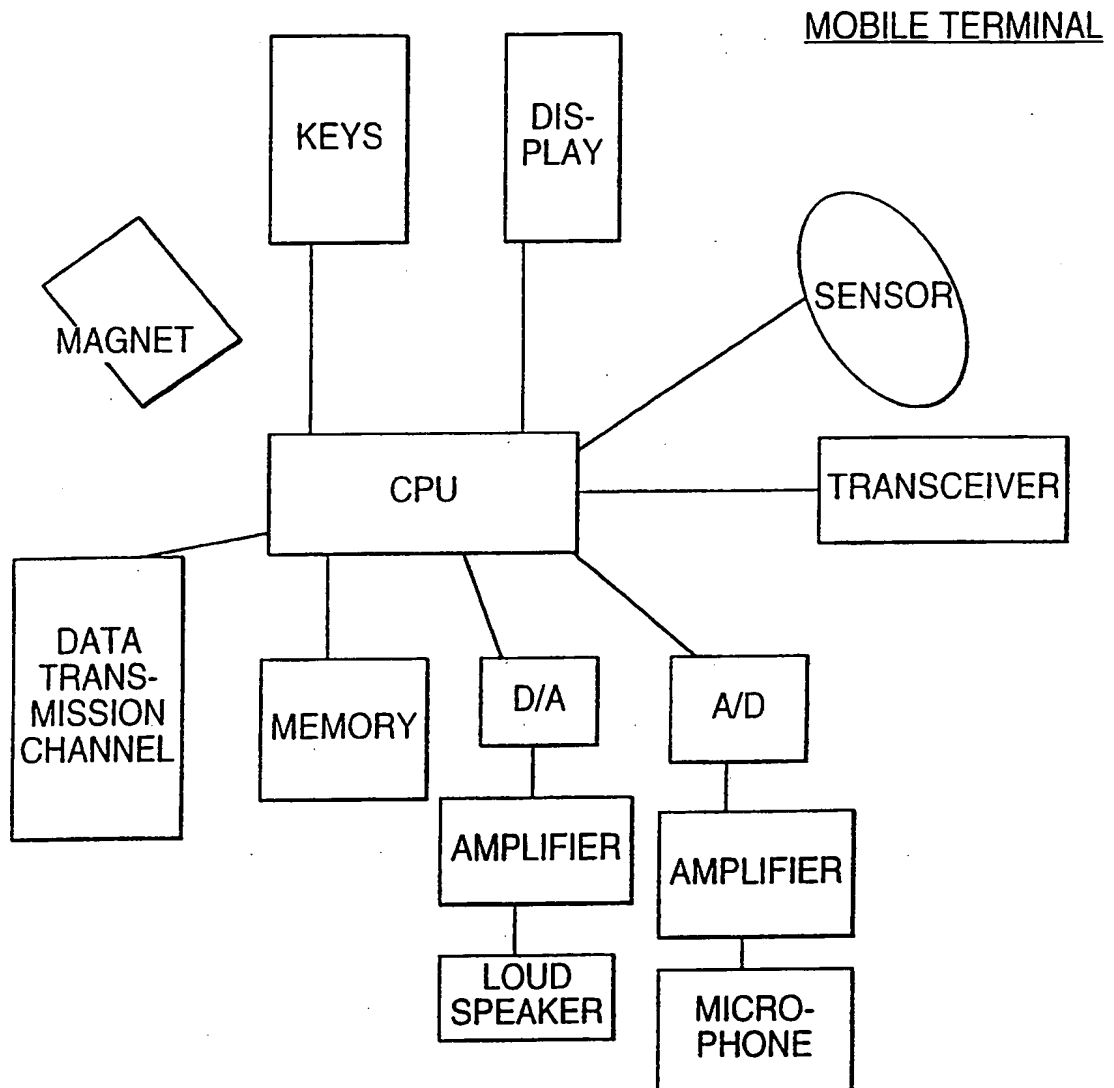 MOBILE TERMINAL
KEYS
DIS-
PLAY
SENSOR
MAGNET
CPU
TRANSCEIVER
DATA
TRANS-
MISSION
CHANNEL
MEMORY
D/A
A/D
AMPLIFIER
AMPLIFIER
LOUD
SPEAKER
MICRO-
PHONE